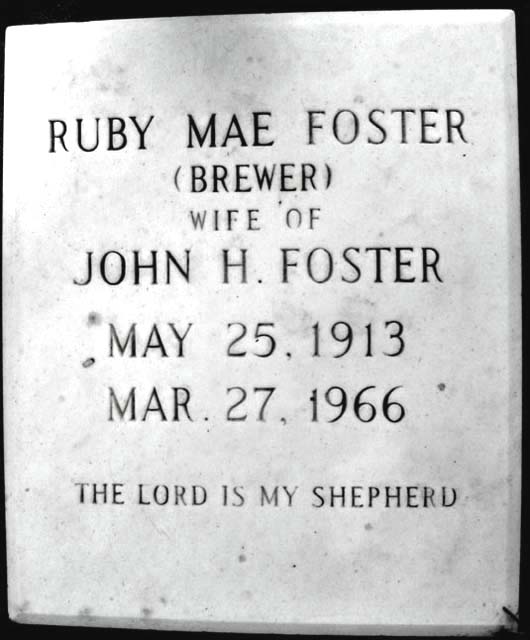 RUBY MAE FOSTER
(BREWER)
WIFE OF
JOHN H. FOSTER
MAY 25, 1913
MAR. 27, 1966
THE LORD IS MY SHEPHERD